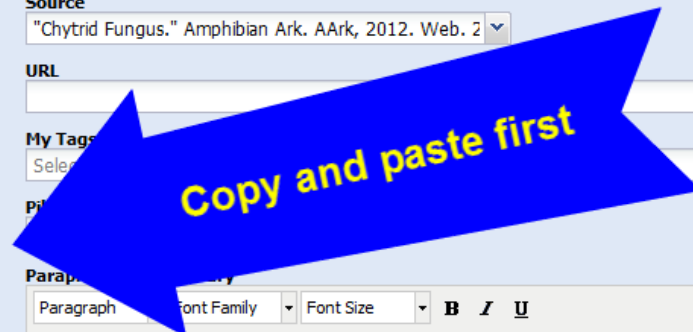 Source
"Chytrid Fungus." Amphibian Ark. AArk, 2012. Web. 2
URL
My Tags
Copy and paste first
Paragraph
Font Family
Font Size
B I U